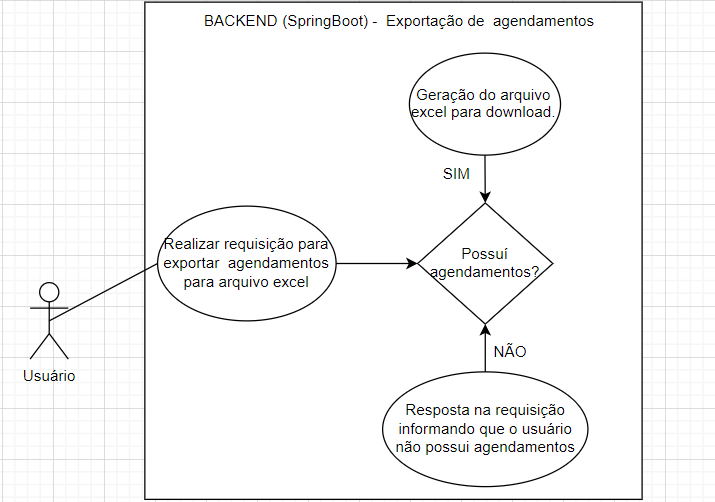 BACKEND (SpringBoot) - Exportação de agendamentos
Geração do arquivo
excel para download.
SIM
Realizar requisição para
exportar agendamentos
para arquivo excel
Possuí
agendamentos?
Usuário
NÃO
Resposta na requisição
informando que o usuário
não possui agendamentos